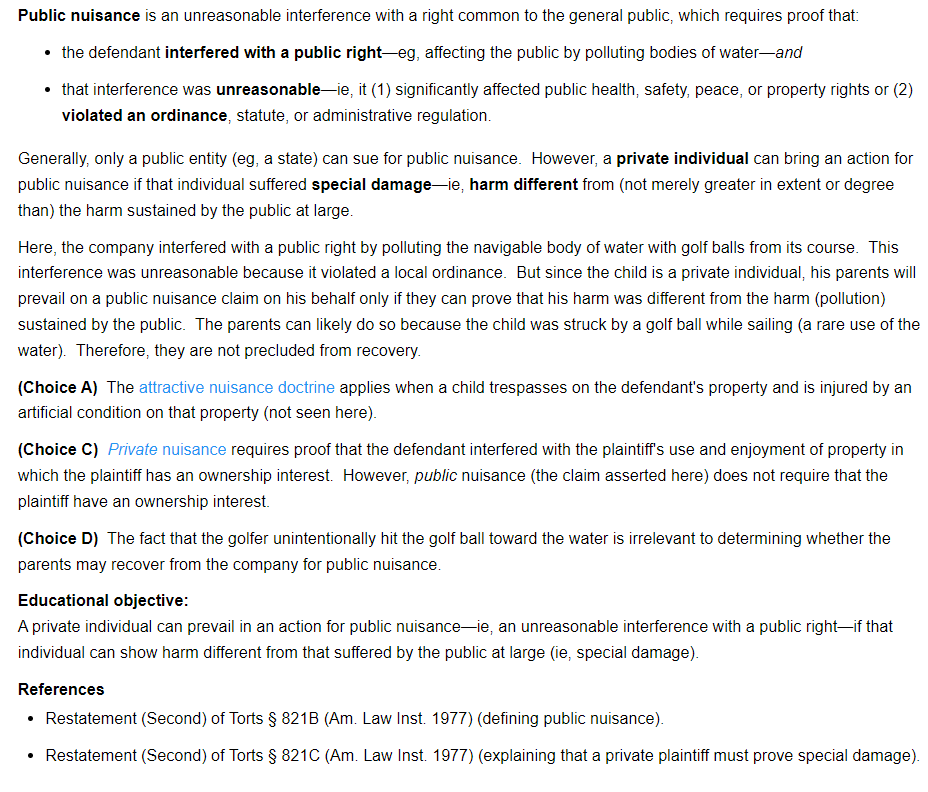 Public nuisance is an unreasonable interference with a right common to the general public, which requires proof that:
• the defendant interfered with a public right—eg, affecting the public by polluting bodies of water—and
• that interference was unreasonable—ie, it (1) significantly affected public health, safety, peace, or property rights or (2)
violated an ordinance, statute, or administrative regulation.
Generally, only a public entity (eg, a state) can sue for public nuisance.  However, a private individual can bring an action for
public nuisance if that individual suffered special damage—ie, harm different from (not merely greater in extent or degree
than) the harm sustained by the public at large.
Here, the company interfered with a public right by polluting the navigable body of water with golf balls from its course.  This
interference was unreasonable because it violated a local ordinance.  But since the child is a private individual, his parents will
prevail on a public nuisance claim on his behalf only if they can prove that his harm was different from the harm (pollution)
sustained by the public.  The parents can likely do so because the child was struck by a golf ball while sailing (a rare use of the
water).  Therefore, they are not precluded from recovery.
(Choice A)  The attractive nuisance doctrine applies when a child trespasses on the defendant's property and is injured by an
artificial condition on that property (not seen here).
(Choice C)  Private nuisance requires proof that the defendant interfered with the plaintiff's use and enjoyment of property in
which the plaintiff has an ownership interest.  However, public nuisance (the claim asserted here) does not require that the
plaintiff have an ownership interest.
(Choice D)  The fact that the golfer unintentionally hit the golf ball toward the water is irrelevant to determining whether the
parents may recover from the company for public nuisance.
Educational objective:
A private individual can prevail in an action for public nuisance—ie, an unreasonable interference with a public right—if that
individual can show harm different from that suffered by the public at large (ie, special damage).
References
• Restatement (Second) of Torts § 821B (Am. Law Inst. 1977) (defining public nuisance).
• Restatement (Second) of Torts § 821C (Am. Law Inst. 1977) (explaining that a private plaintiff must prove special damage).